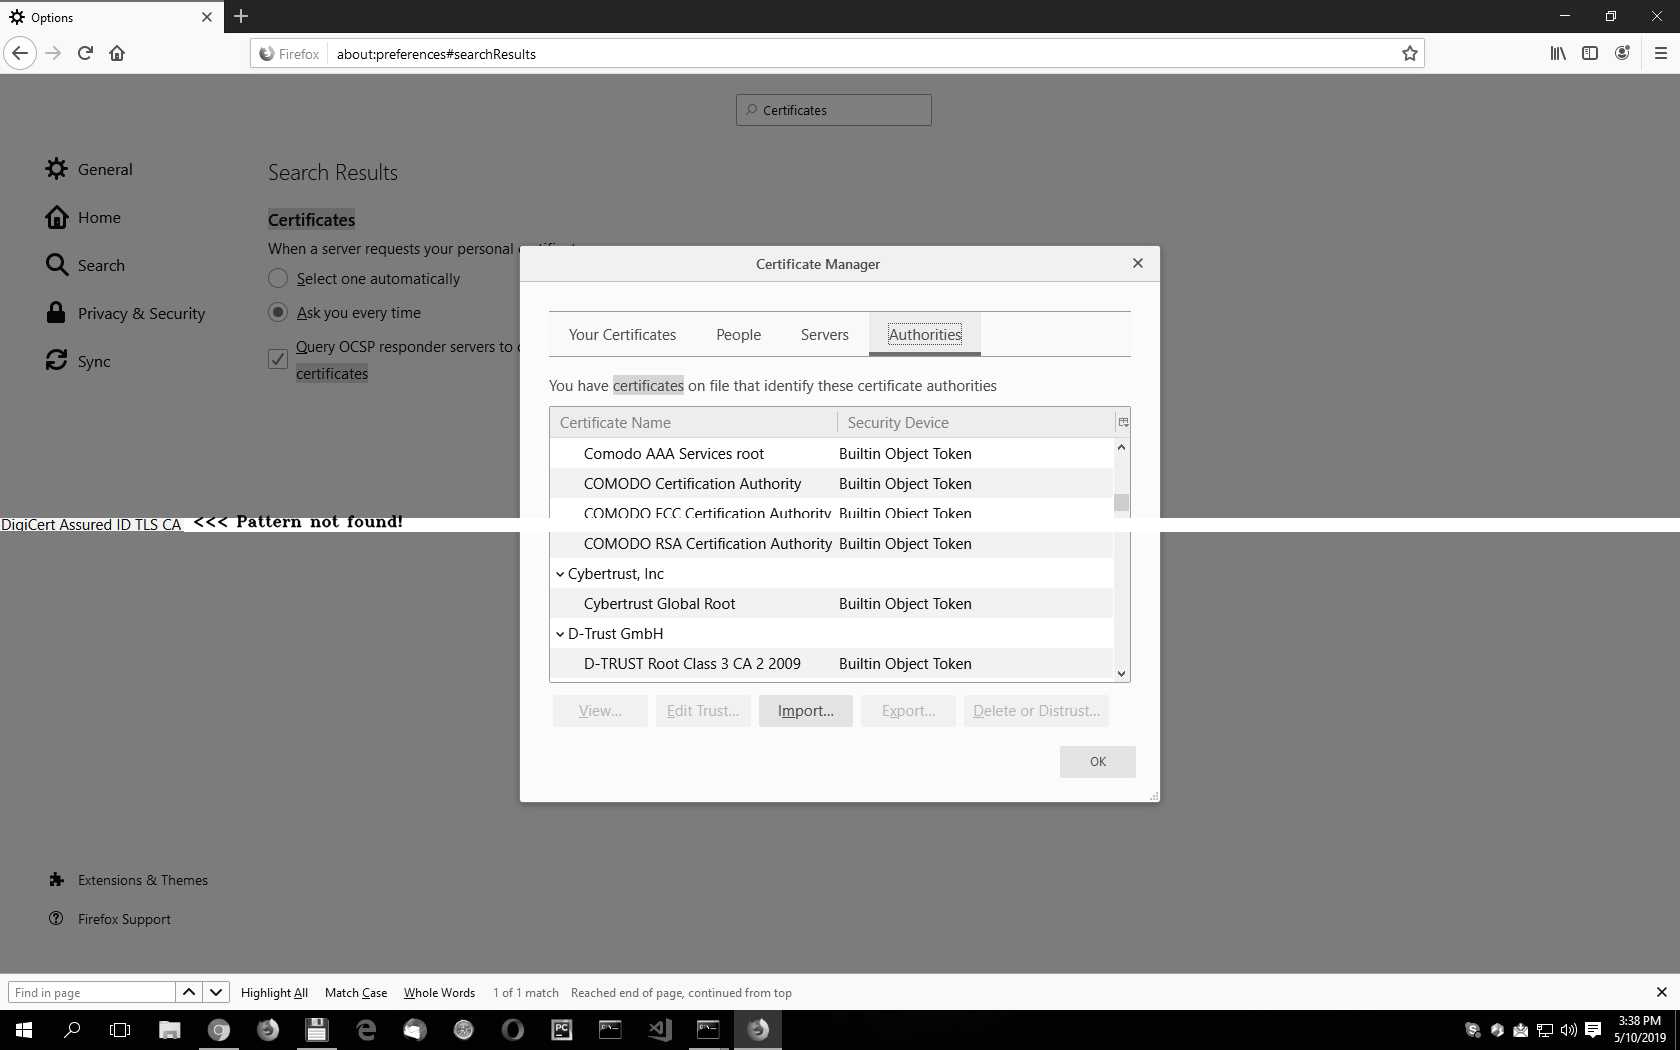 Options
Firefox
about:preferences#searchResults
Certificates
General
Home
Search
Privacy & Security
Sync
Search Results
Certificates
When a server requests your personal
Select one automatically
Ask you every time
Query OCSP responder servers to
certificates
Certificate Manager
Your Certificates People Servers Authorities
You have certificates on file that identify these certificate authorities
Certificate Name Security Device
Comodo AAA Services root Builtin Object Token
COMODO Certification Authority Builtin Object Token
COMODO ECC Certification Authority Builtin Object Token
DigiCert Assured ID TLS CA <<< Pattern not found!
COMODO RSA Certification Authority Builtin Object Token
Cybertrust, Inc
Cybertrust Global Root Builtin Object Token
D-Trust GmbH
D-TRUST Root Class 3 CA 2 2009 Builtin Object Token
View... Edit Trust... Import... Export... Delete or Distrust...
OK
Extensions & Themes
Firefox Support
Find in page Highlight All Match Case Whole Words 1 of 1 match Reached end of page, continued from top
PC
3:38 PM
5/10/2019